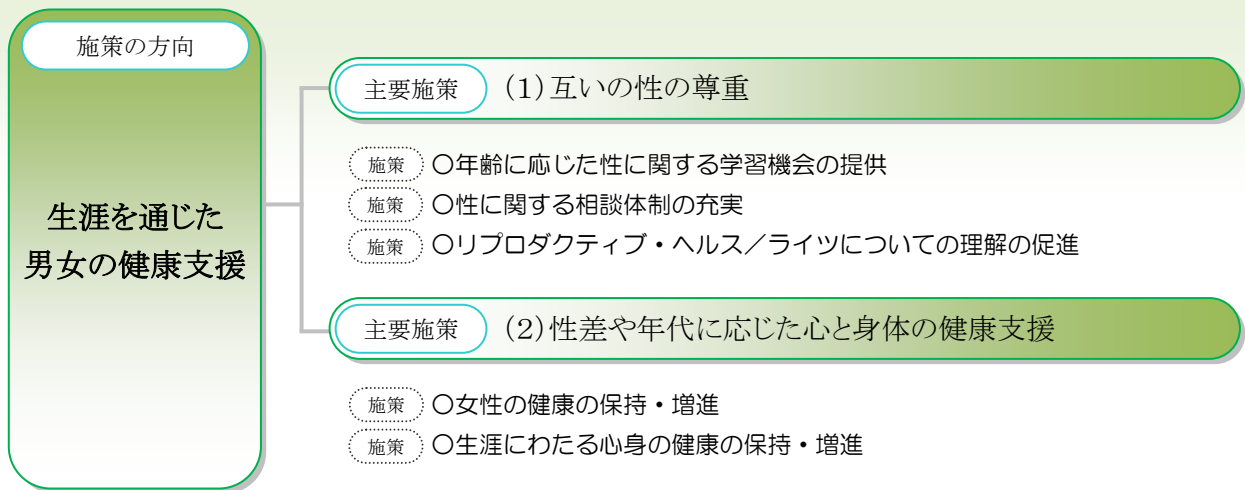 施策の方向
生涯を通じた
男女の健康支援
主要施策 (1)互いの性の尊重
施策 ○年齢に応じた性に関する学習機会の提供
施策 ○性に関する相談体制の充実
施策 ○リプロダクティブ・ヘルス/ライツについての理解の促進
主要施策 (2)性差や年代に応じた心と身体の健康支援
施策 ○女性の健康の保持・増進
施策 ○生涯にわたる心身の健康の保持・増進